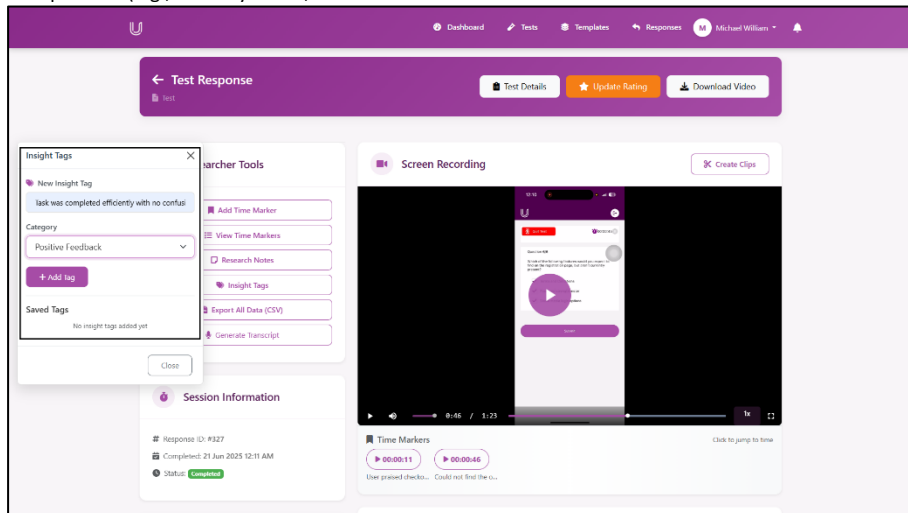 Dashboard Tests Templates Responses M Michael William
← Test Response
Test
Test Details Update Rating Download Video
Insight Tags
New Insight Tag
Task was completed efficiently with no confusi
Category
Positive Feedback
+ Add Tag
Saved Tags
No insight tags added yet
Close
earcher Tools
Add Time Marker
View Time Markers
Research Notes
Insight Tags
Export All Data (CSV)
Generate Transcript
Session Information
# Response ID: #327
Completed: 21 Jun 2025 12:11 AM
Status: Completed
Screen Recording
Create Clips
0:46 / 1:23
1x
Time Markers
Click to jump to time
00:00:11 00:00:46
User praised checko... Could not find the o...